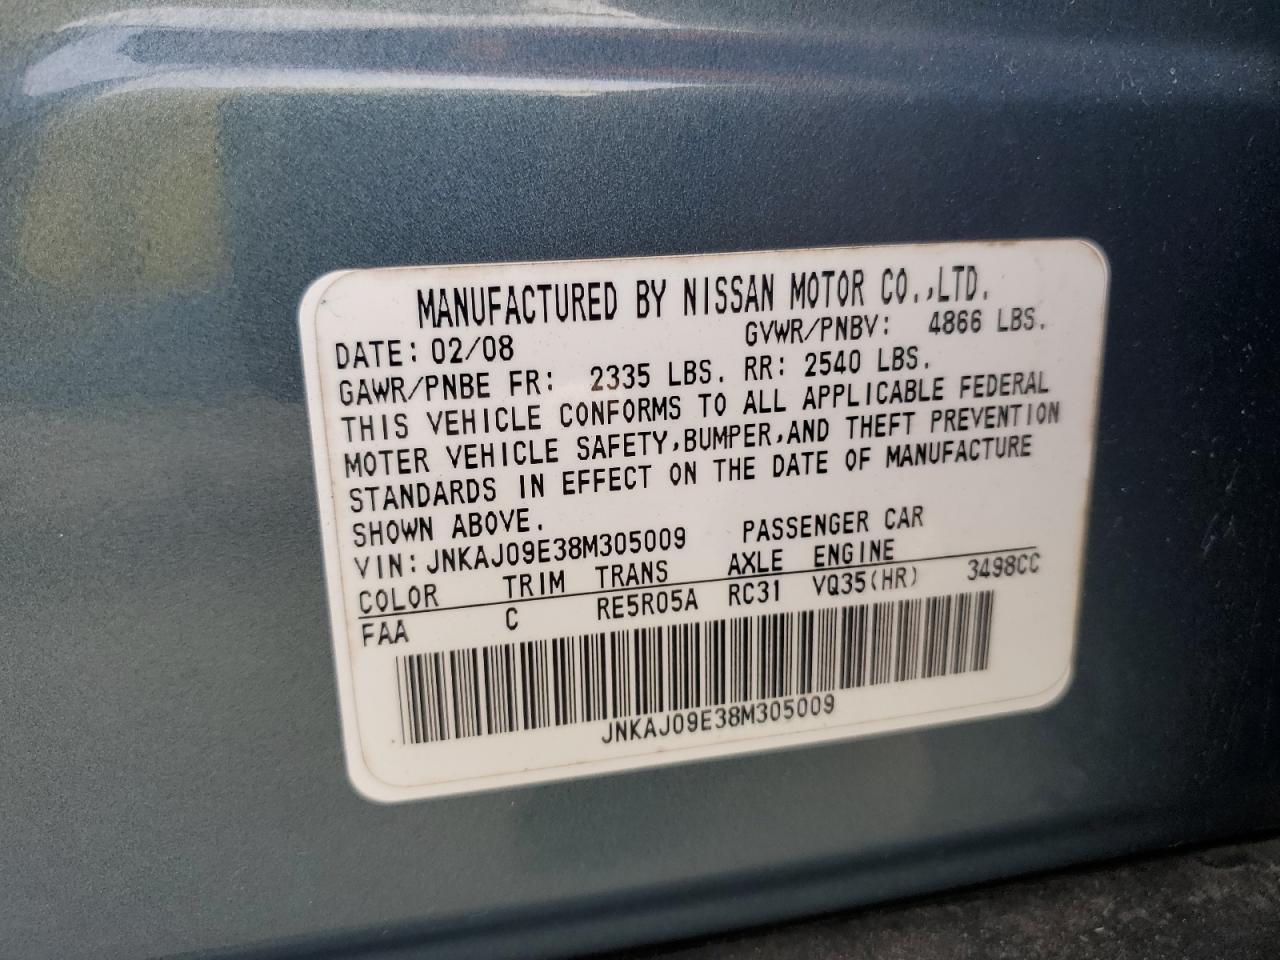 MANUFACTURED BY NISSAN MOTOR CO.,LTD.
DATE: 02/08 GVWR/PNBV: 4866 LBS.
GAWR/PNBE FR: 2335 LBS. RR: 2540 LBS.
THIS VEHICLE CONFORMS TO ALL APPLICABLE FEDERAL
MOTER VEHICLE SAFETY,BUMPER,AND THEFT PREVENTION
STANDARDS IN EFFECT ON THE DATE OF MANUFACTURE
SHOWN ABOVE.
VIN: JNKAJ09E38M305009 PASSENGER CAR
COLOR TRIM TRANS AXLE ENGINE
FAA C RE5R05A RC31 VQ35(HR) 3498CC
JNKAJ09E38M305009